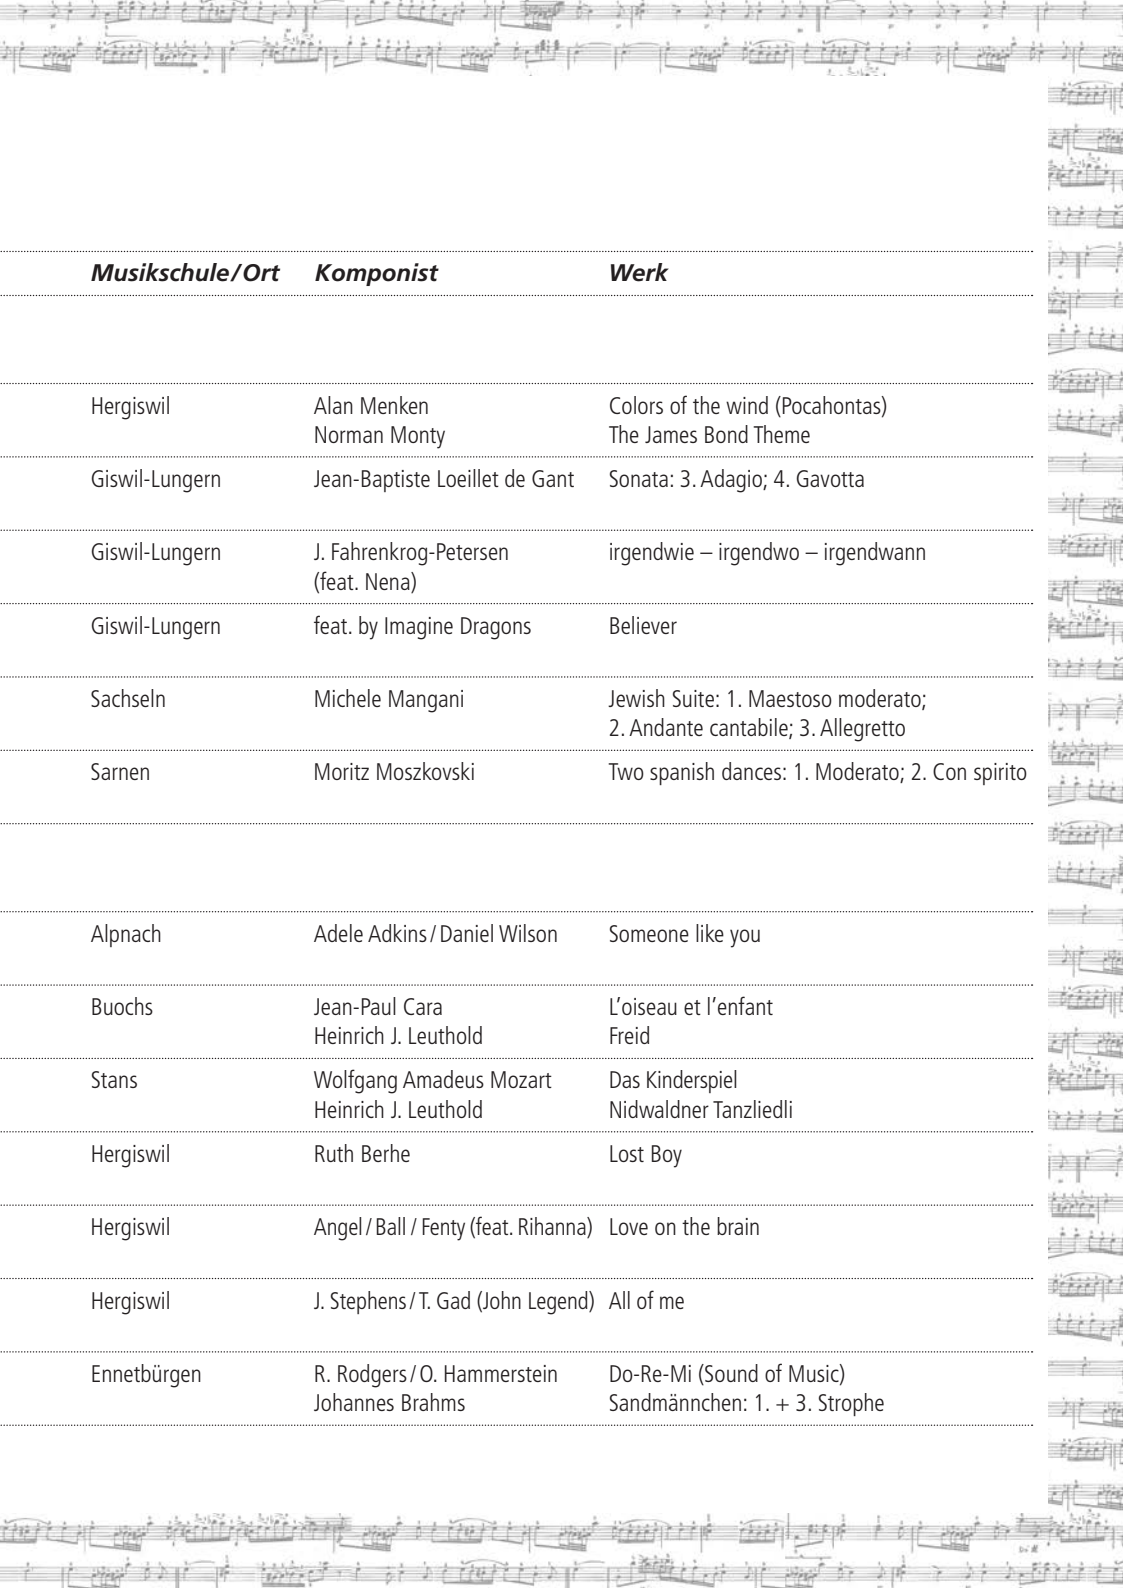 Musikschule/Ort Komponist Werk
Hergiswil Alan Menken Colors of the wind (Pocahontas)
Norman Monty The James Bond Theme
Giswil-Lungern Jean-Baptiste Loeillet de Gant Sonata: 3. Adagio; 4. Gavotta
Giswil-Lungern J. Fahrenkrog-Petersen irgendwie – irgendwo – irgendwann
(feat. Nena)
Giswil-Lungern feat. by Imagine Dragons Believer
Sachseln Michele Mangani Jewish Suite: 1. Maestoso moderato;
2. Andante cantabile; 3. Allegretto
Sarnen Moritz Moszkovski Two spanish dances: 1. Moderato; 2. Con spirito
Alpnach Adele Adkins / Daniel Wilson Someone like you
Buochs Jean-Paul Cara L'oiseau et l'enfant
Heinrich J. Leuthold Freid
Stans Wolfgang Amadeus Mozart Das Kinderspiel
Heinrich J. Leuthold Nidwaldner Tanzliedli
Hergiswil Ruth Berhe Lost Boy
Hergiswil Angel / Ball / Fenty (feat. Rihanna) Love on the brain
Hergiswil J. Stephens / T. Gad (John Legend) All of me
Ennetbürgen R. Rodgers / O. Hammerstein Do-Re-Mi (Sound of Music)
Johannes Brahms Sandmännchen: 1. + 3. Strophe